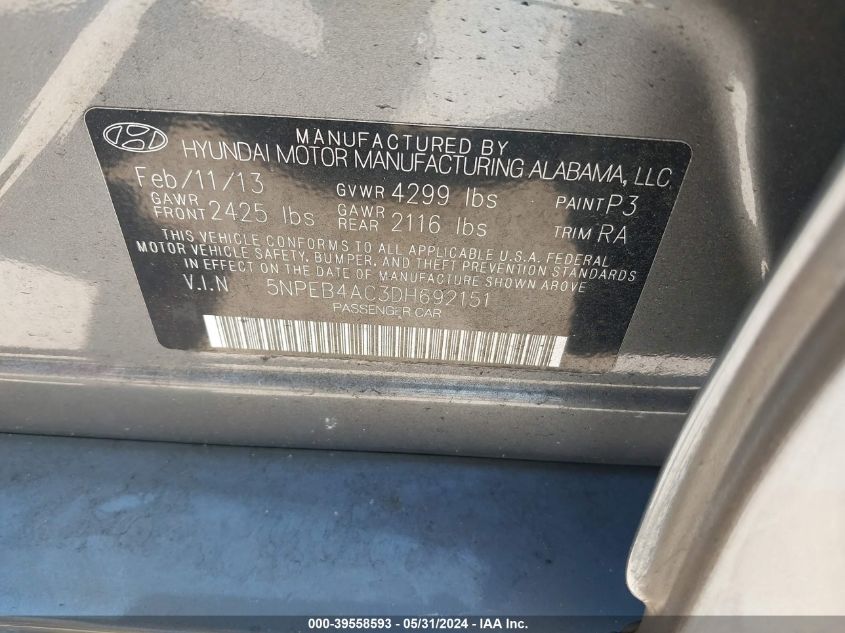 MANUFACTURED BY
HYUNDAI MOTOR MANUFACTURING ALABAMA, LLC
Feb/11/13 GVWR 4299 lbs PAINT P3
GAWR FRONT 2425 lbs GAWR REAR 2116 lbs TRIM RA
THIS VEHICLE CONFORMS TO ALL APPLICABLE U.S.A. FEDERAL
MOTOR VEHICLE SAFETY, BUMPER, AND THEFT PREVENTION STANDARDS
IN EFFECT ON THE DATE OF MANUFACTURE SHOWN ABOVE
V.I.N 5NPEB4AC3DH692151
PASSENGER CAR
000-39558593 - 05/31/2024 - IAA Inc.